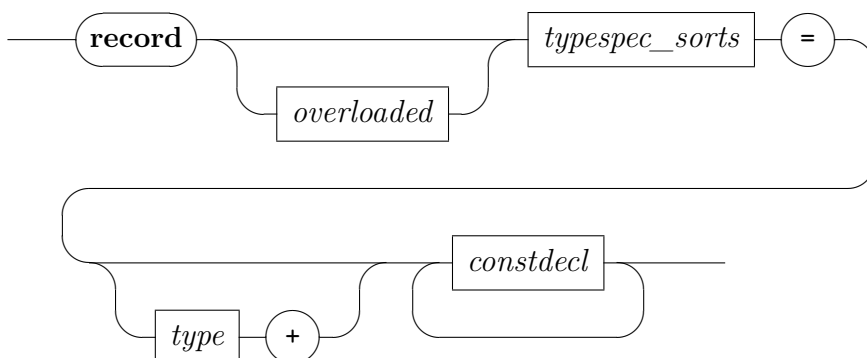 record typespec_sorts =
overloaded
constdecl
type +